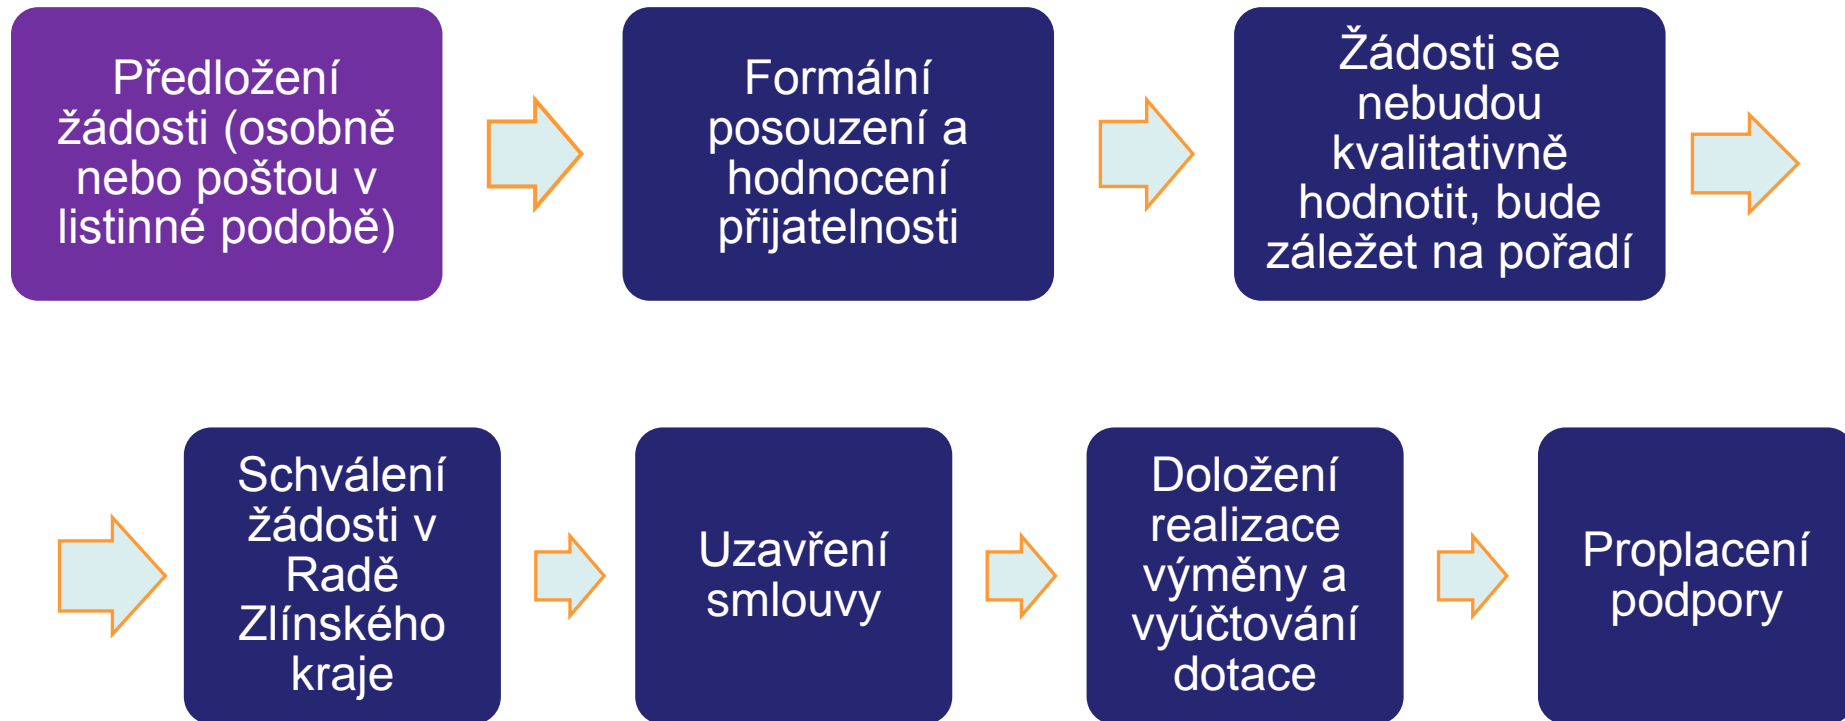 Předložení
žádosti (osobně
nebo poštou v
listinné podobě)
Formální
posouzení a
hodnocení
přijatelnosti
Žádosti se
nebudou
kvalitativně
hodnotit, bude
záležet na pořadí
Schválení
žádosti v
Radě
Zlínského
kraje
Uzavření
smlouvy
Doložení
realizace
výměny a
vyúčtování
dotace
Proplacení
podpory